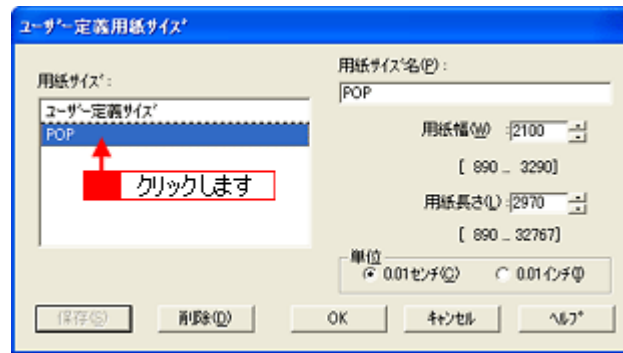 ユーザー定義用紙サイズ
用紙サイズ:
ユーザー定義サイズ
POP
クリックします
用紙サイズ名(P):
POP
用紙幅(W) :2100
[ 890 .. 3290]
用紙長さ(L):2970
[ 890 .. 32767]
単位
0.01センチ(C) 0.01インチ(I)
保存(S) 削除(D) OK キャンセル ヘルプ